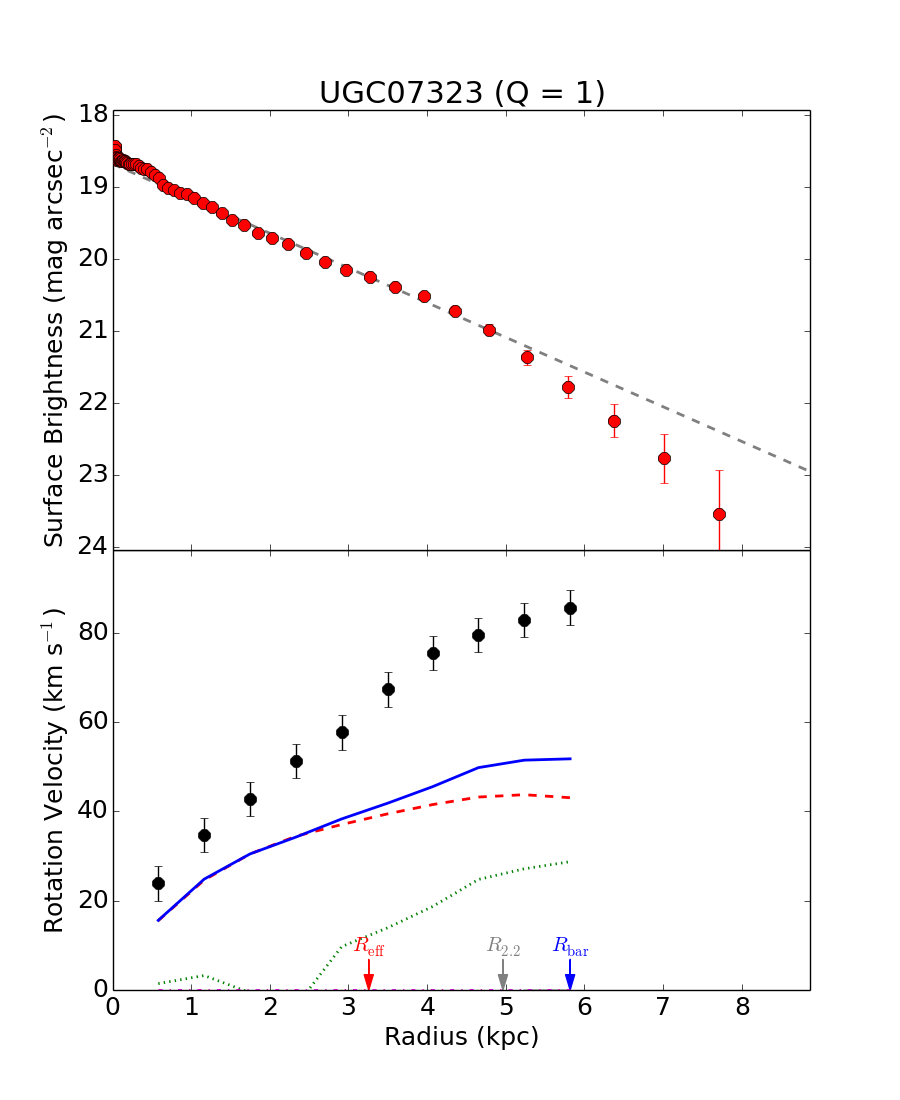 UGC07323 (Q = 1)
18
19
20
21
22
23
24
Surface Brightness (mag arcsec⁻²)
80
60
40
20
0
Rotation Velocity (km s⁻¹)
R_eff R_2.2 R_bar
0 1 2 3 4 5 6 7 8
Radius (kpc)